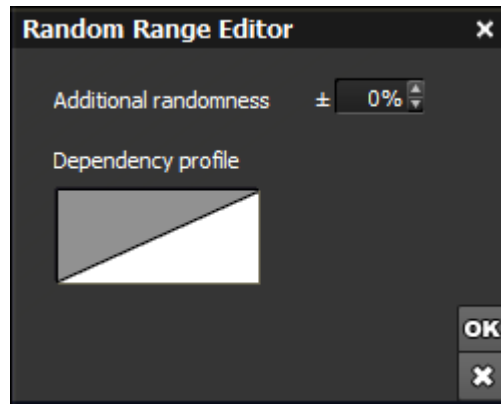 Random Range Editor
Additional randomness ± 0%
Dependency profile
OK